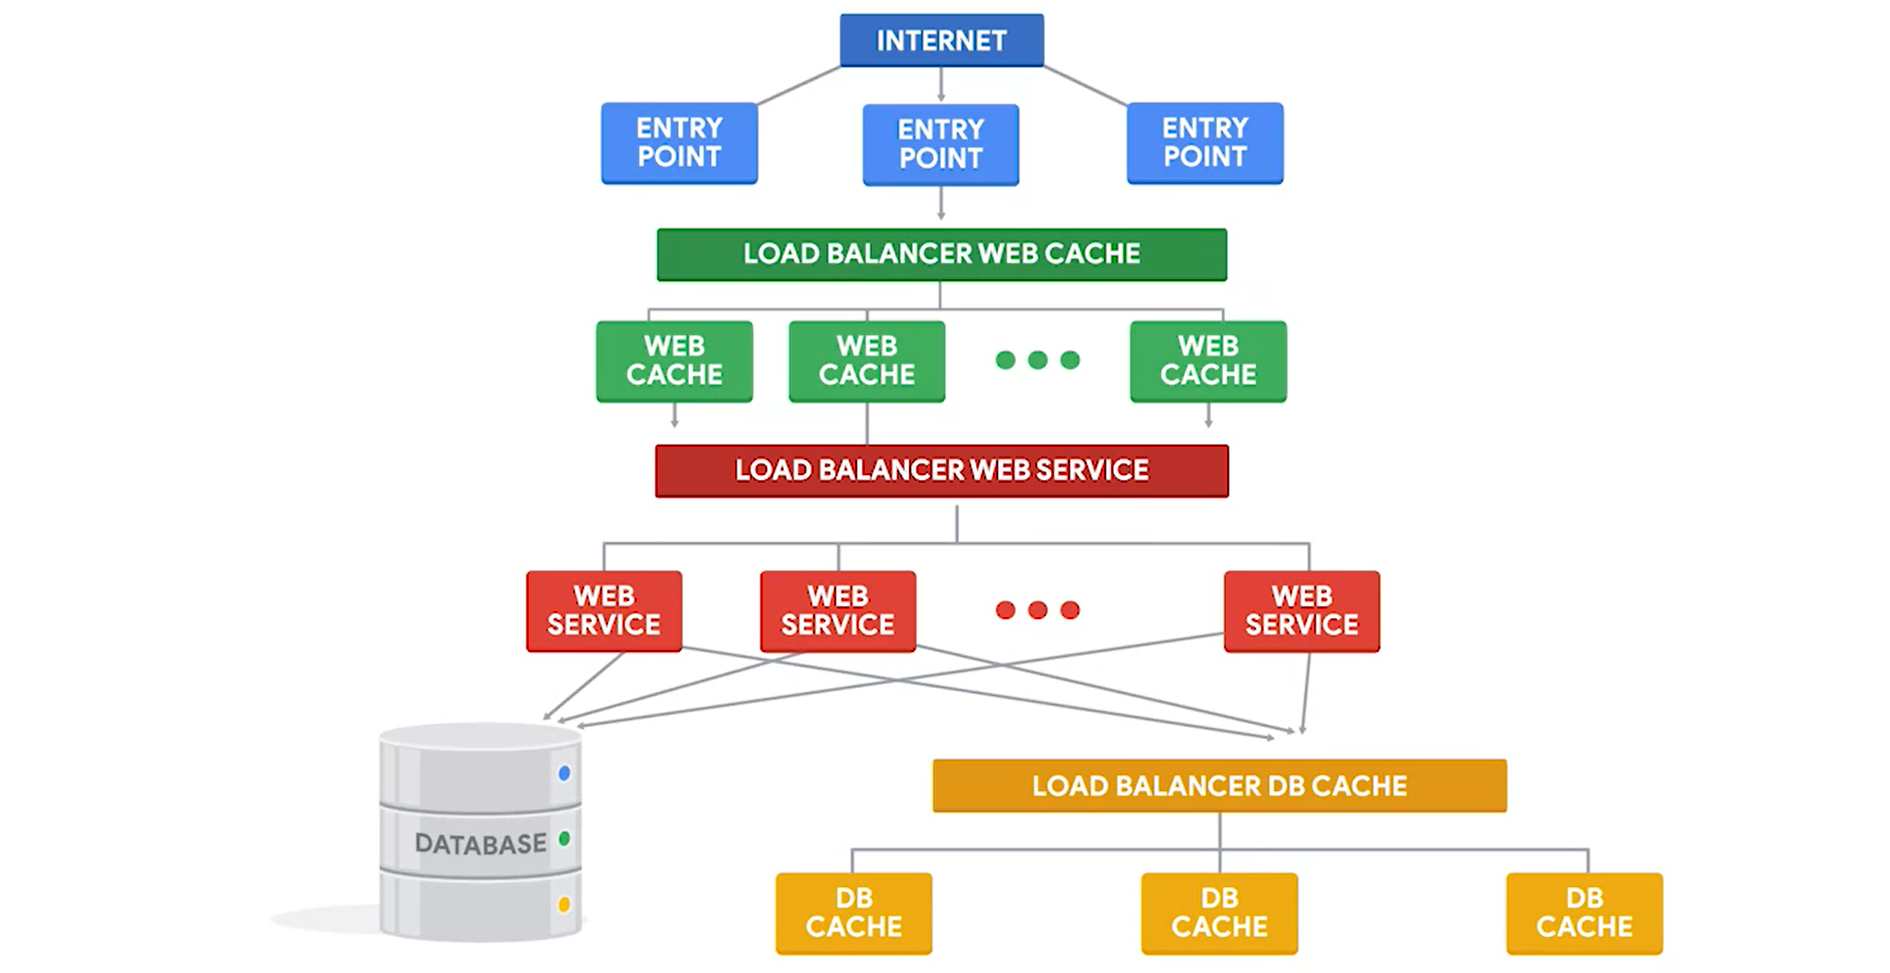 INTERNET
ENTRY
POINT
ENTRY
POINT
ENTRY
POINT
LOAD BALANCER WEB CACHE
WEB
CACHE
WEB
CACHE
WEB
CACHE
LOAD BALANCER WEB SERVICE
WEB
SERVICE
WEB
SERVICE
WEB
SERVICE
DATABASE
LOAD BALANCER DB CACHE
DB
CACHE
DB
CACHE
DB
CACHE